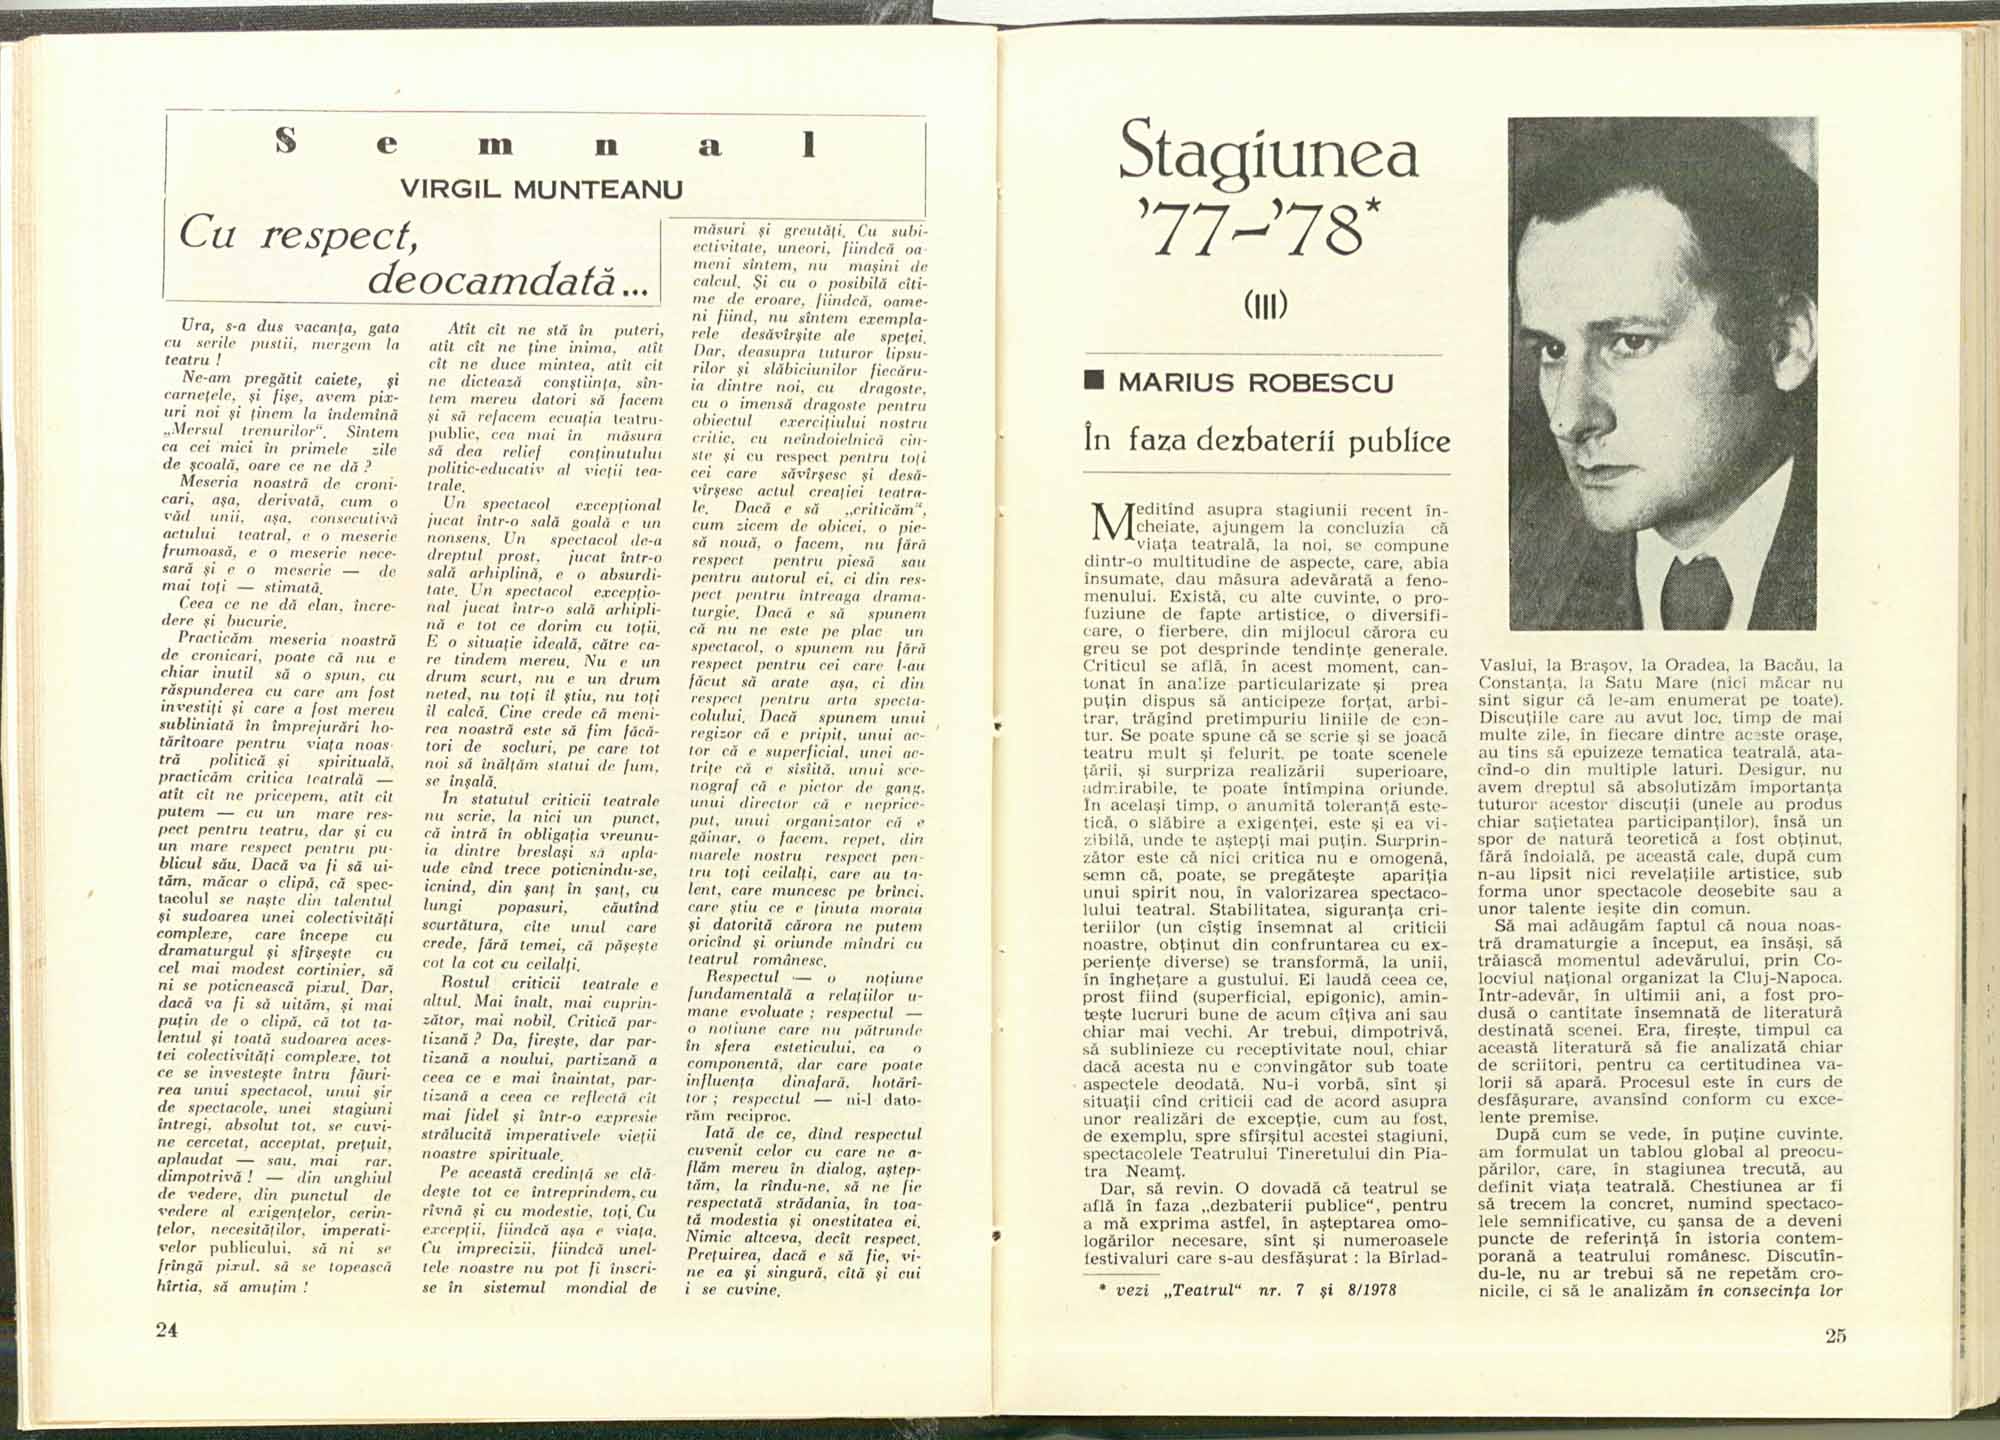 Semnal
VIRGIL MUNTEANU
Cu respect,
deocamdată...
Ura, s-a dus vacanța, gata
cu serile pustii, mergem la
teatru !
Ne-am pregătit caiete, și
carnețele, și fișe, avem pix-
uri noi și ținem la îndemînă
„Mersul trenurilor“. Sintem
ca cei mici în primele zile
de școală, oare ce ne dă ?
Meseria noastră de croni-
cari, așa, derivată, cum o
văd unii, așa, consecutivă
actului teatral, e o meserie
frumoasă, e o meserie nece-
sară și e o meserie — de
mai toți — stimată.
Ceea ce ne dă elan, încre-
dere și bucurie.
Practicăm meseria noastră
de cronicari, poate că nu e
chiar inutil să o spun, cu
răspunderea cu care am fost
investiți și care a fost mereu
subliniată în împrejurări ho-
tărîtoare pentru viața noas-
tră politică și spirituală,
practicăm critica teatrală —
atît cît ne pricepem, atît cît
putem — cu un mare res-
pect pentru teatru, dar și cu
un mare respect pentru pu-
blicul său. Dacă va fi să ui-
tăm, măcar o clipă, că spec-
tacolul se naște din talentul
și sudoarea unei colectivități
complexe, care începe cu
dramaturgul și sfîrșește cu
cel mai modest cortinier, să
ni se poticnească pixul. Dar,
dacă va fi să uităm, și mai
puțin de o clipă, că tot ta-
lentul și toată sudoarea aces-
tei colectivități complexe, tot
ce se investește întru făuri-
rea unui spectacol, unui șir
de spectacole, unei stagiuni
întregi, absolut tot, se cuvi-
ne cercetat, acceptat, prețuit,
aplaudat — sau, mai rar,
dimpotrivă ! — din unghiul
de vedere, din punctul de
vedere al exigențelor, cerin-
țelor, necesităților, imperati-
velor publicului, să ni se
frîngă pixul, să se topească
hîrtia, să amuțim !
Atît cît ne stă în puteri,
atît cît ne ține inima, atît
cît ne duce mintea, atît cît
ne dictează conștiința, sîn-
tem mereu datori să facem
și să refacem ecuația teatru-
public, cea mai în măsură
să dea relief conținutului
politic-educativ al vieții tea-
trale.
Un spectacol excepțional
jucat într-o sală goală e un
nonsens. Un spectacol de-a
dreptul prost, jucat într-o
sală arhiplină, e o absurdi-
tate. Un spectacol excepțio-
nal jucat într-o sală arhipli-
nă e tot ce dorim cu toții.
E o situație ideală, către ca-
re tindem mereu. Nu e un
drum scurt, nu e un drum
neted, nu toți îl știu, nu toți
îl calcă. Cine crede că meni-
rea noastră este să fim făcă-
tori de socluri, pe care tot
noi să înălțăm statui de fum,
se înșală.
In statutul criticii teatrale
nu scrie, la nici un punct,
că intră în obligația vreunu-
ia dintre breslași să apla-
ude cînd trece poticnindu-se,
icnind, din șanț în șanț, cu
lungi popasuri, căutînd
scurtătura, cîte unul care
crede, fără temei, că pășește
cot la cot cu ceilalți.
Rostul criticii teatrale e
altul. Mai înalt, mai cuprin-
zător, mai nobil. Critică par-
tizană ? Da, firește, dar par-
tizană a noului, partizană a
ceea ce e mai înaintat, par-
tizană a ceea ce reflectă cît
mai fidel și într-o expresie
strălucită imperativele vieții
noastre spirituale.
Pe această credință se clă-
dește tot ce întreprindem, cu
rîvnă și cu modestie, toți. Cu
excepții, fiindcă așa e viața.
Cu imprecizii, fiindcă unel-
tele noastre nu pot fi înscri-
se în sistemul mondial de
măsuri și greutăți. Cu subi-
ectivitate, uneori, fiindcă oa-
meni sîntem, nu mașini de
calcul. Și cu o posibilă cîti-
me de eroare, fiindcă, oame-
ni fiind, nu sîntem exempla-
rele desăvîrșite ale speței.
Dar, deasupra tuturor lipsu-
rilor și slăbiciunilor fiecăru-
ia dintre noi, cu dragoste,
cu o imensă dragoste pentru
obiectul exercițiului nostru
critic, cu neîndoielnică cin-
ste și cu respect pentru toți
cei care săvîrșesc și desă-
vîrșesc actul creației teatra-
le. Dacă e să „criticăm“,
cum zicem de obicei, o pie-
să nouă, o facem, nu fără
respect pentru piesă sau
pentru autorul ei, ci din res-
pect pentru întreaga drama-
turgie. Dacă e să spunem
că nu ne este pe plac un
spectacol, o spunem nu fără
respect pentru cei care l-au
făcut să arate așa, ci din
respect pentru arta specta-
colului. Dacă spunem unui
regizor că e pripit, unui ac-
tor că e superficial, unei ac-
trițe că e sîsîită, unui sce-
nograf că e pictor de gang,
unui director că e neprice-
put, unui organizator că e
găinar, o facem, repet, din
marele nostru respect pen-
tru toți ceilalți, care au ta-
lent, care muncesc pe brînci,
care știu ce e ținuta morală
și datorită cărora ne putem
oricînd și oriunde mîndri cu
teatrul românesc.
Respectul — o noțiune
fundamentală a relațiilor u-
mane evoluate ; respectul —
o noțiune care nu pătrunde
în sfera esteticului, ca o
componentă, dar care poate
influența dinafară, hotărî-
tor ; respectul — ni-l dato-
răm reciproc.
Iată de ce, dînd respectul
cuvenit celor cu care ne a-
flăm mereu în dialog, aștep-
tăm, la rîndu-ne, să ne fie
respectată strădania, în toa-
tă modestia și onestitatea ei.
Nimic altceva, decît respect.
Prețuirea, dacă e să fie, vi-
ne ea și singură, cîtă și cui
i se cuvine.
24
Stagiunea
’77–’78*
(III)
■ MARIUS ROBESCU
În faza dezbaterii publice
Meditînd asupra stagiunii recent în-
cheiate, ajungem la concluzia că
viața teatrală, la noi, se compune
dintr-o multitudine de aspecte, care, abia
însumate, dau măsura adevărată a feno-
menului. Există, cu alte cuvinte, o pro-
fuziune de fapte artistice, o diversifi-
care, o fierbere, din mijlocul cărora cu
greu se pot desprinde tendințe generale.
Criticul se află, în acest moment, can-
tonat în analize particularizate și prea
puțin dispus să anticipeze forțat, arbi-
trar, trăgînd pretimpuriu liniile de con-
tur. Se poate spune că se scrie și se joacă
teatru mult și felurit, pe toate scenele
țării, și surpriza realizării superioare,
admirabile, te poate întîmpina oriunde.
În același timp, o anumită toleranță este-
tică, o slăbire a exigenței, este și ea vi-
zibilă, unde te aștepți mai puțin. Surprin-
zător este că nici critica nu e omogenă,
semn că, poate, se pregătește apariția
unui spirit nou, în valorizarea spectaco-
lului teatral. Stabilitatea, siguranța cri-
teriilor (un cîștig însemnat al criticii
noastre, obținut din confruntarea cu ex-
periențe diverse) se transformă, la unii,
în înghețare a gustului. Ei laudă ceea ce,
prost fiind (superficial, epigonic), amin-
tește lucruri bune de acum cîțiva ani sau
chiar mai vechi. Ar trebui, dimpotrivă,
să sublinieze cu receptivitate noul, chiar
dacă acesta nu e convingător sub toate
aspectele deodată. Nu-i vorbă, sînt și
situații cînd criticii cad de acord asupra
unor realizări de excepție, cum au fost,
de exemplu, spre sfîrșitul acestei stagiuni,
spectacolele Teatrului Tineretului din Pia-
tra Neamț.
Dar, să revin. O dovadă că teatrul se
află în faza „dezbaterii publice“, pentru
a mă exprima astfel, în așteptarea omo-
logărilor necesare, sînt și numeroasele
festivaluri care s-au desfășurat : la Bîrlad-
* vezi „Teatrul“ nr. 7 și 8/1978
Vaslui, la Brașov, la Oradea, la Bacău, la
Constanța, la Satu Mare (nici măcar nu
sint sigur că le-am enumerat pe toate).
Discuțiile care au avut loc, timp de mai
multe zile, în fiecare dintre aceste orașe,
au tins să epuizeze tematica teatrală, ata-
cînd-o din multiple laturi. Desigur, nu
avem dreptul să absolutizăm importanța
tuturor acestor discuții (unele au produs
chiar sațietatea participanților), însă un
spor de natură teoretică a fost obținut,
fără îndoială, pe această cale, după cum
n-au lipsit nici revelațiile artistice, sub
forma unor spectacole deosebite sau a
unor talente ieșite din comun.
Să mai adăugăm faptul că noua noas-
tră dramaturgie a început, ea însăși, să
trăiască momentul adevărului, prin Co-
locviul național organizat la Cluj-Napoca.
Într-adevăr, în ultimii ani, a fost pro-
dusă o cantitate însemnată de literatură
destinată scenei. Era, firește, timpul ca
această literatură să fie analizată chiar
de scriitori, pentru ca certitudinea va-
lorii să apară. Procesul este în curs de
desfășurare, avansînd conform cu exce-
lente premise.
După cum se vede, în puține cuvinte,
am formulat un tablou global al preocu-
părilor, care, în stagiunea trecută, au
definit viața teatrală. Chestiunea ar fi
să trecem la concret, numind spectaco-
lele semnificative, cu șansa de a deveni
puncte de referință în istoria contem-
porană a teatrului românesc. Discutîn-
du-le, nu ar trebui să ne repetăm cro-
nicile, ci să le analizăm în consecința lor
25